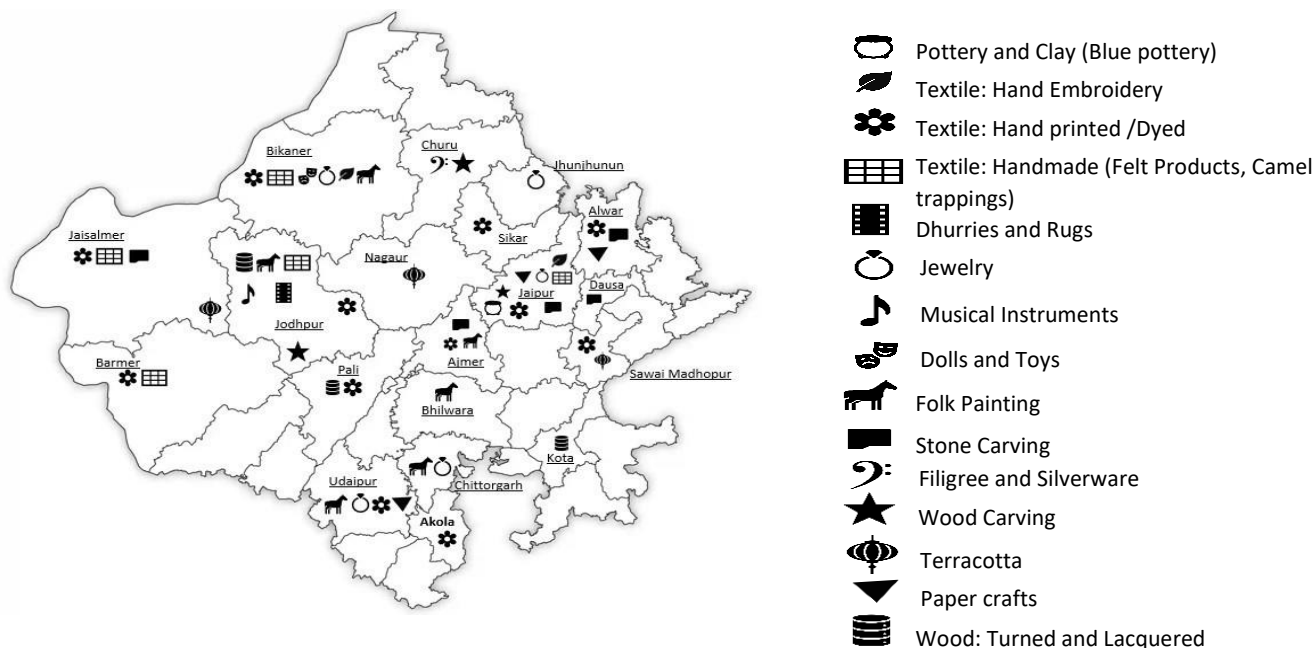 Bikaner
Churu
Jhunjhunun
Jaisalmer
Alwar
Sikar
Nagaur
Jaipur
Dausa
Jodhpur
Barmer
Pali
Ajmer
Sawai Madhopur
Bhilwara
Kota
Udaipur
Chittorgarh
Akola
Pottery and Clay (Blue pottery)
Textile: Hand Embroidery
Textile: Hand printed /Dyed
Textile: Handmade (Felt Products, Camel
trappings)
Dhurries and Rugs
Jewelry
Musical Instruments
Dolls and Toys
Folk Painting
Stone Carving
Filigree and Silverware
Wood Carving
Terracotta
Paper crafts
Wood: Turned and Lacquered